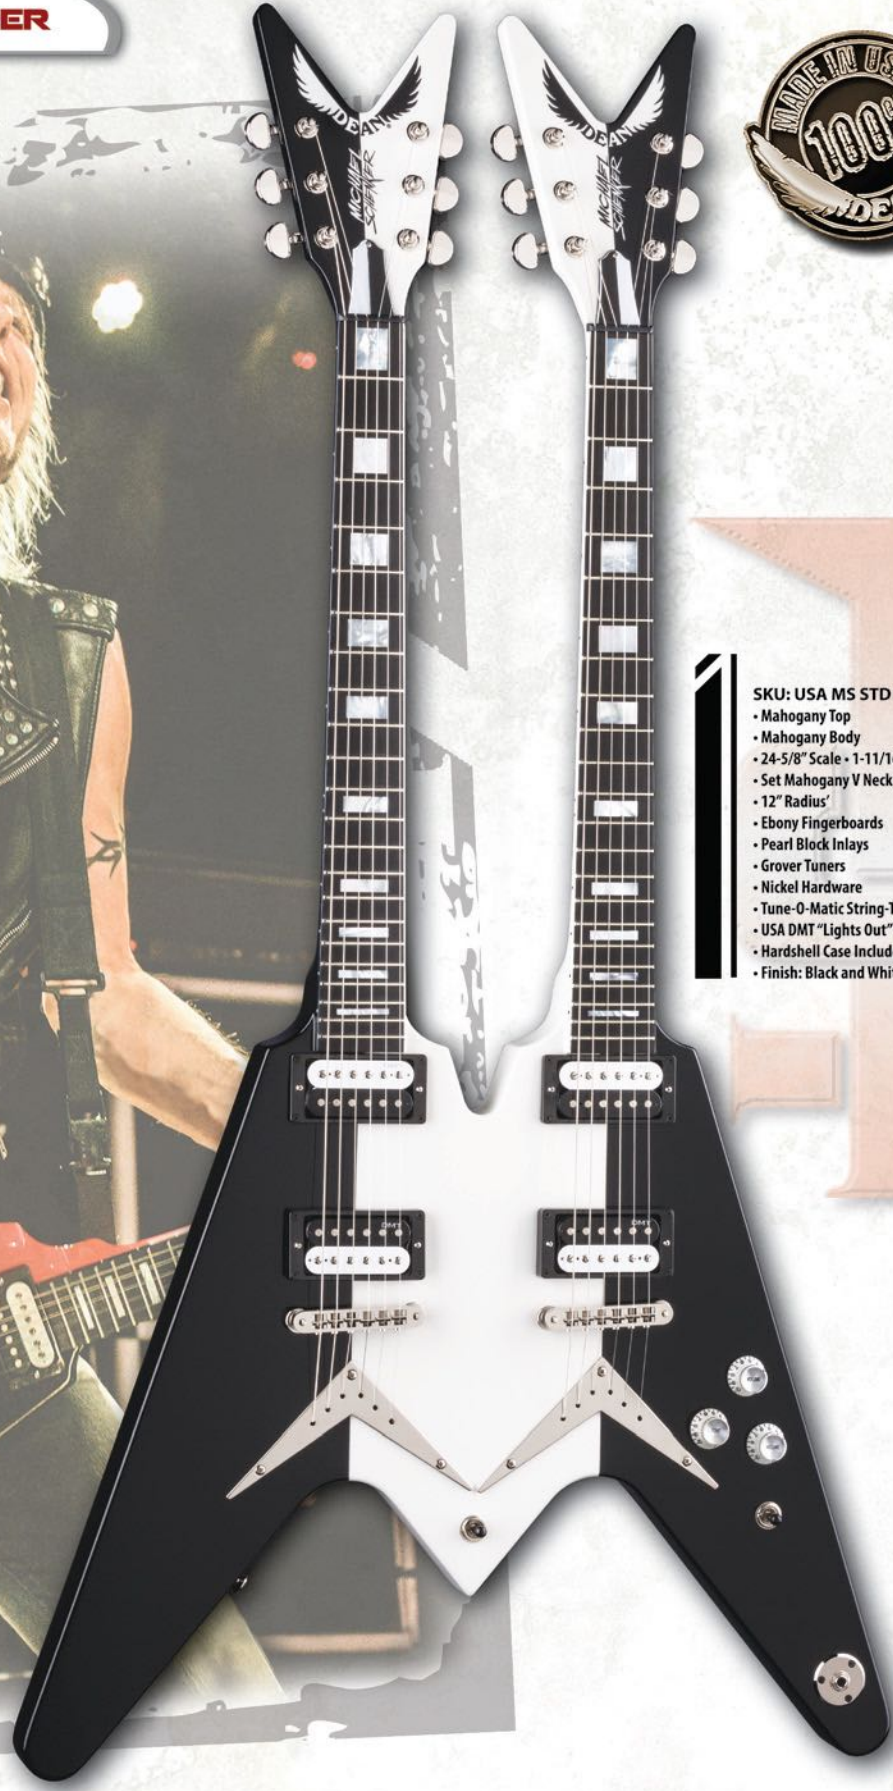 ER
MADE IN US
100%
DE
DEAN
MICHAEL
SCHENKER
DEAN
MICHAEL
SCHENKER
SKU: USA MS STD
• Mahogany Top
• Mahogany Body
• 24-5/8" Scale • 1-11/1
• Set Mahogany V Neck
• 12" Radius'
• Ebony Fingerboards
• Pearl Block Inlays
• Grover Tuners
• Nickel Hardware
• Tune-O-Matic String-T
• USA DMT "Lights Out"
• Hardshell Case Includ
• Finish: Black and Whi
DMT
DMT